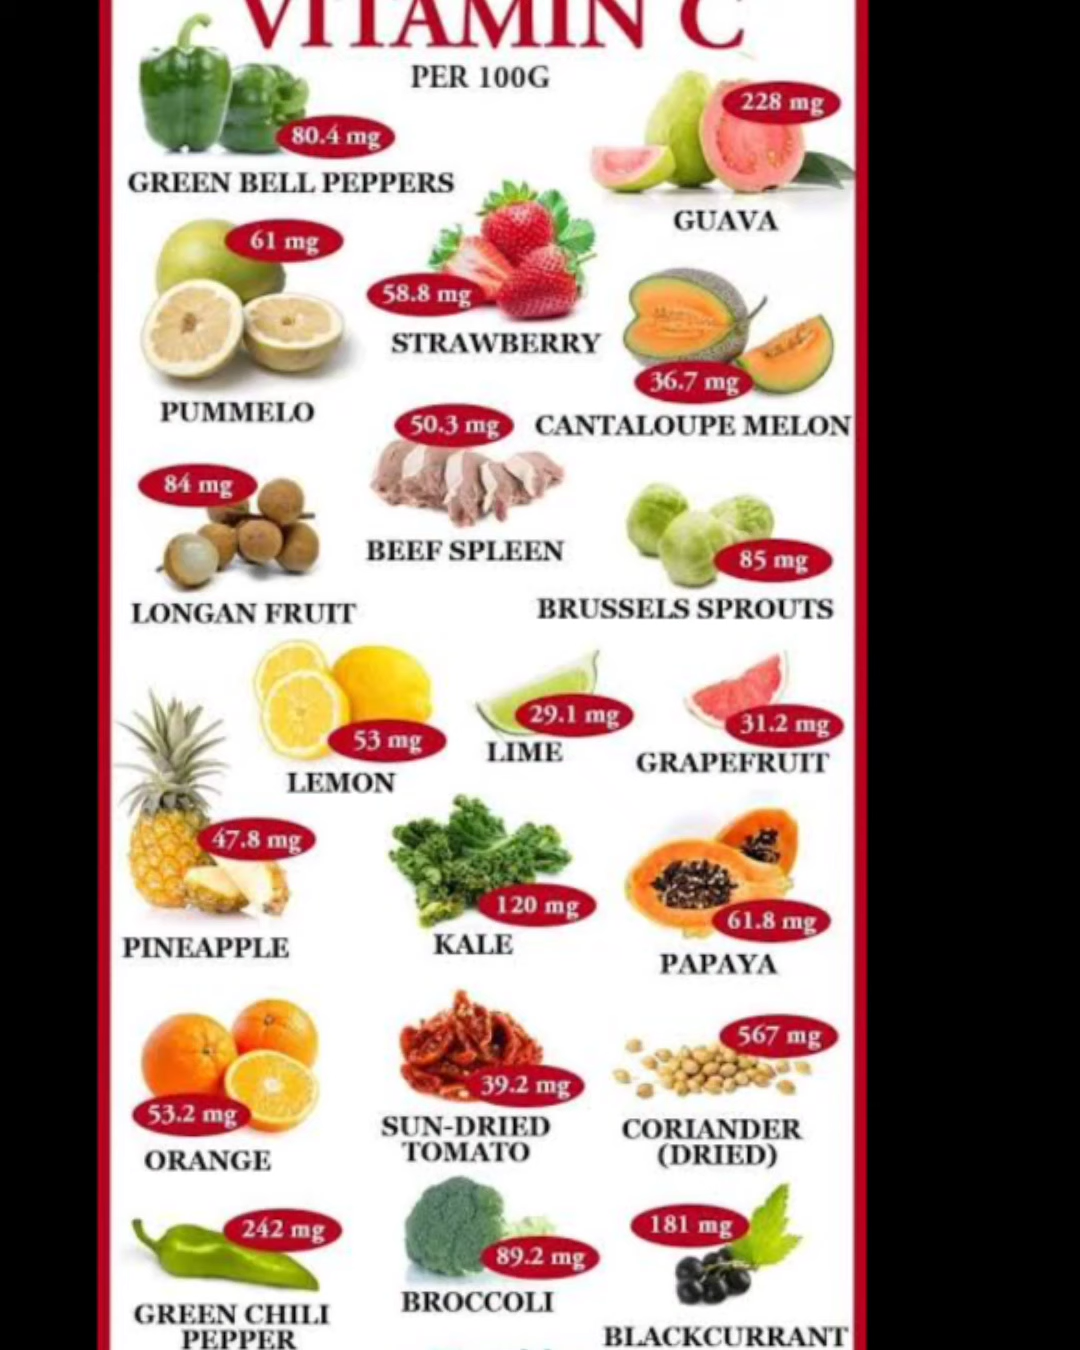 VITAMIN C
PER 100G
80.4 mg
GREEN BELL PEPPERS
228 mg
GUAVA
61 mg
PUMMELO
58.8 mg
STRAWBERRY
36.7 mg
CANTALOUPE MELON
84 mg
LONGAN FRUIT
50.3 mg
BEEF SPLEEN
85 mg
BRUSSELS SPROUTS
53 mg
LEMON
29.1 mg
LIME
31.2 mg
GRAPEFRUIT
47.8 mg
PINEAPPLE
120 mg
KALE
61.8 mg
PAPAYA
53.2 mg
ORANGE
39.2 mg
SUN-DRIED
TOMATO
567 mg
CORIANDER
(DRIED)
242 mg
GREEN CHILI
PEPPER
89.2 mg
BROCCOLI
181 mg
BLACKCURRANT